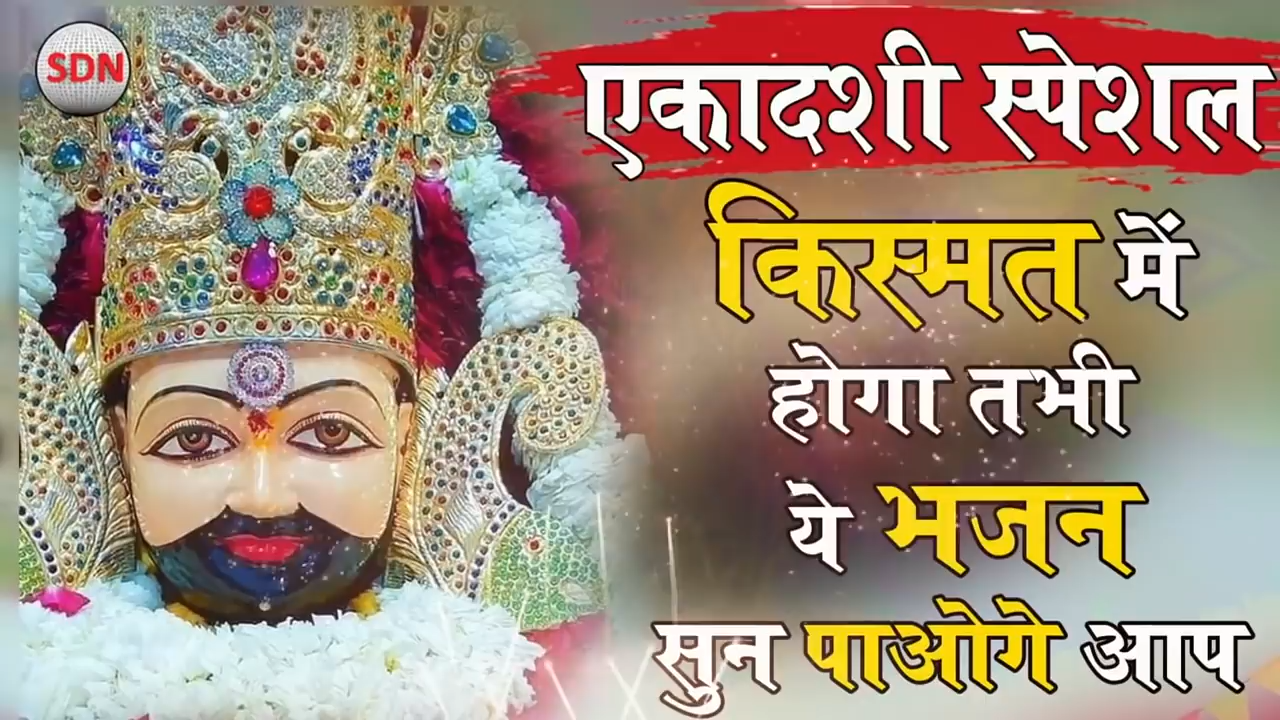 SDN
एकादशी स्पेशल
किस्मत में
होगा तभी
ये भजन
सुन पाओगे आप